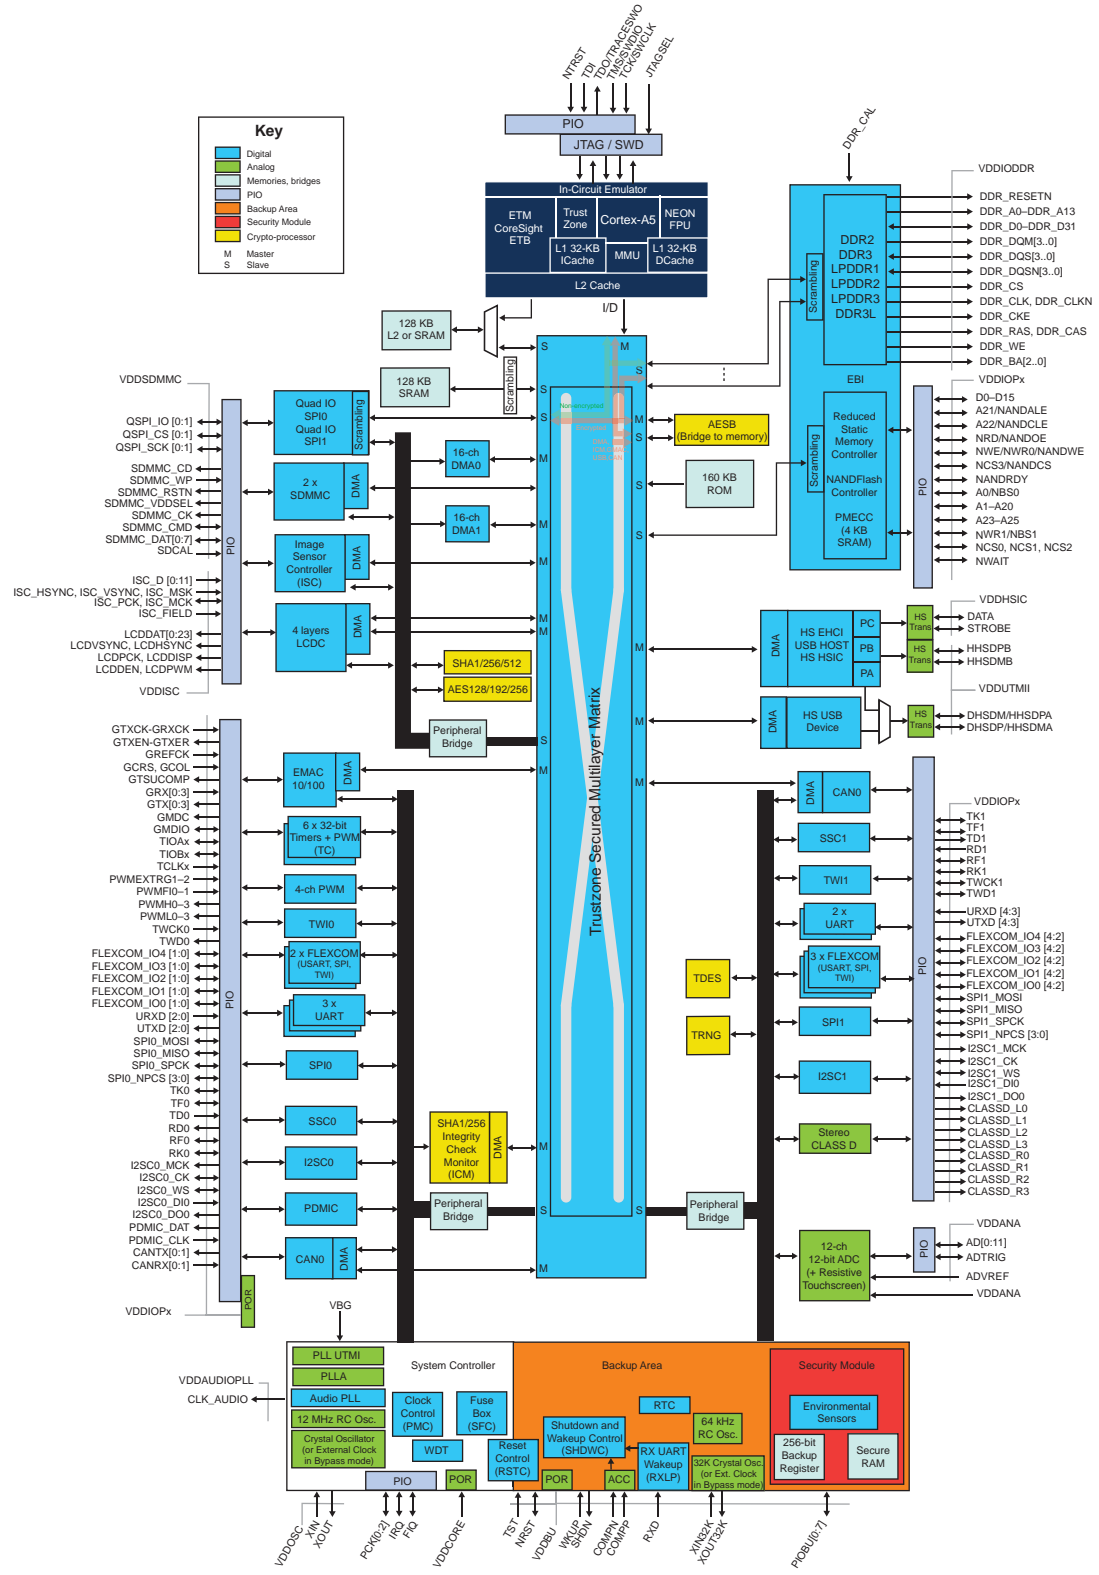 NTRST
TDI
TDO/TRACESWO
TMS/SWDIO
TCK/SWCLK
JTAGSEL
PIO
JTAG / SWD
Key
Digital
Analog
Memories, bridges
PIO
Backup Area
Security Module
Crypto-processor
M Master
S Slave
In-Circuit Emulator
ETM
CoreSight
ETB
Trust
Zone
Cortex-A5
NEON
FPU
L1 32-KB
ICache
MMU
L1 32-KB
DCache
L2 Cache
I/D
DDR_CAL
VDDIODDR
DDR2
DDR3
LPDDR1
LPDDR2
LPDDR3
DDR3L
Scrambling
DDR_RESETN
DDR_A0–DDR_A13
DDR_D0–DDR_D31
DDR_DQM[3..0]
DDR_DQS[3..0]
DDR_DQSN[3..0]
DDR_CS
DDR_CLK, DDR_CLKN
DDR_CKE
DDR_RAS, DDR_CAS
DDR_WE
DDR_BA[2..0]
EBI
Reduced
Static
Memory
Controller
NANDFlash
Controller
PMECC
(4 KB
SRAM)
Scrambling
PIO
VDDIOPx
D0–D15
A21/NANDALE
A22/NANDCLE
NRD/NANDOE
NWE/NWR0/NANDWE
NCS3/NANDCS
NANDRDY
A0/NBS0
A1–A20
A23–A25
NWR1/NBS1
NCS0, NCS1, NCS2
NWAIT
128 KB
L2 or SRAM
128 KB
SRAM
Scrambling
S
M
S
S
S
Non-encrypted
M
S
AESB
(Bridge to memory)
160 KB
ROM
S
S
VDDSDMMC
QSPI_IO [0:1]
QSPI_CS [0:1]
QSPI_SCK [0:1]
SDMMC_CD
SDMMC_WP
SDMMC_RSTN
SDMMC_VDDSEL
SDMMC_CK
SDMMC_CMD
SDMMC_DAT[0:7]
SDCAL
ISC_D [0:11]
ISC_HSYNC, ISC_VSYNC, ISC_MSK
ISC_PCK, ISC_MCK
ISC_FIELD
LCDDAT[0:23]
LCDVSYNC, LCDHSYNC
LCDPCK, LCDDISP
LCDDEN, LCDPWM
VDDISC
PIO
Quad IO
SPI0
Quad IO
SPI1
Scrambling
2 x
SDMMC
DMA
Image
Sensor
Controller
(ISC)
DMA
4 layers
LCDC
DMA
16-ch
DMA0
16-ch
DMA1
SHA1/256/512
AES128/192/256
Peripheral
Bridge
M
M
M
M
M
S
M
Trustzone Secured Multilayer Matrix
M
M
M
DMA
HS EHCI
USB HOST
HS HSIC
PC
PB
PA
HS
Trans
HS
Trans
VDDHSIC
DATA
STROBE
HHSDPB
HHSDMB
VDDUTMII
DMA
HS USB
Device
HS
Trans
DHSDM/HHSDPA
DHSDP/HHSDMA
GTXCK-GRXCK
GTXEN-GTXER
GREFCK
GCRS, GCOL
GTSUCOMP
GRX[0:3]
GTX[0:3]
GMDC
GMDIO
TIOAx
TIOBx
TCLKx
PWMEXTRG1–2
PWMFI0–1
PWMH0–3
PWML0–3
TWCK0
TWD0
FLEXCOM_IO4 [1:0]
FLEXCOM_IO3 [1:0]
FLEXCOM_IO2 [1:0]
FLEXCOM_IO1 [1:0]
FLEXCOM_IO0 [1:0]
URXD [2:0]
UTXD [2:0]
SPI0_MOSI
SPI0_MISO
SPI0_SPCK
SPI0_NPCS [3:0]
TK0
TF0
TD0
RD0
RF0
RK0
I2SC0_MCK
I2SC0_CK
I2SC0_WS
I2SC0_DI0
I2SC0_DO0
PDMIC_DAT
PDMIC_CLK
CANTX[0:1]
CANRX[0:1]
VDDIOPx
PIO
POR
EMAC
10/100
DMA
6 x 32-bit
Timers + PWM
(TC)
4-ch PWM
TWI0
2 x FLEXCOM
(USART, SPI,
TWI)
3 x
UART
SPI0
SSC0
I2SC0
PDMIC
CAN0
DMA
SHA1/256
Integrity
Check
Monitor
(ICM)
DMA
M
Peripheral
Bridge
S
S
M
Peripheral
Bridge
DMA
CAN0
SSC1
TWI1
2 x
UART
3 x FLEXCOM
(USART, SPI,
TWI)
SPI1
I2SC1
Stereo
CLASS D
TDES
TRNG
PIO
VDDIOPx
TK1
TF1
TD1
RD1
RF1
RK1
TWCK1
TWD1
URXD [4:3]
UTXD [4:3]
FLEXCOM_IO4 [4:2]
FLEXCOM_IO3 [4:2]
FLEXCOM_IO2 [4:2]
FLEXCOM_IO1 [4:2]
FLEXCOM_IO0 [4:2]
SPI1_MOSI
SPI1_MISO
SPI1_SPCK
SPI1_NPCS [3:0]
I2SC1_MCK
I2SC1_CK
I2SC1_WS
I2SC1_DI0
I2SC1_DO0
CLASSD_L0
CLASSD_L1
CLASSD_L2
CLASSD_L3
CLASSD_R0
CLASSD_R1
CLASSD_R2
CLASSD_R3
12-ch
12-bit ADC
(+ Resistive
Touchscreen)
PIO
VDDANA
AD[0:11]
ADTRIG
ADVREF
VDDANA
VBG
VDDAUDIOPLL
CLK_AUDIO
PLL UTMI
PLLA
Audio PLL
12 MHz RC Osc.
Crystal Oscillator
(or External Clock
in Bypass mode)
System Controller
Clock
Control
(PMC)
Fuse
Box
(SFC)
WDT
PIO
POR
Reset
Control
(RSTC)
Backup Area
RTC
Shutdown and
Wakeup Control
(SHDWC)
64 kHz
RC Osc.
RX UART
Wakeup
(RXLP)
32K Crystal Osc.
(or Ext. Clock
in Bypass mode)
POR
ACC
Security Module
Environmental
Sensors
256-bit
Backup
Register
Secure
RAM
VDDOSC
XIN
XOUT
PCK[0:2]
IRQ
FIQ
VDDCORE
TST
NRST
VDDBU
WKUP
SHDN
COMPN
COMPP
RXD
XIN32K
XOUT32K
PIOBU[0:7]